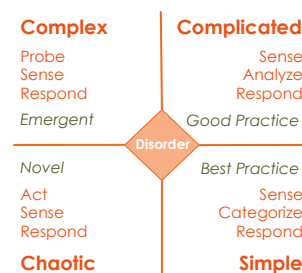 Complex
Probe
Sense
Respond
Emergent
Complicated
Sense
Analyze
Respond
Good Practice
Disorder
Novel
Act
Sense
Respond
Chaotic
Best Practice
Sense
Categorize
Respond
Simple